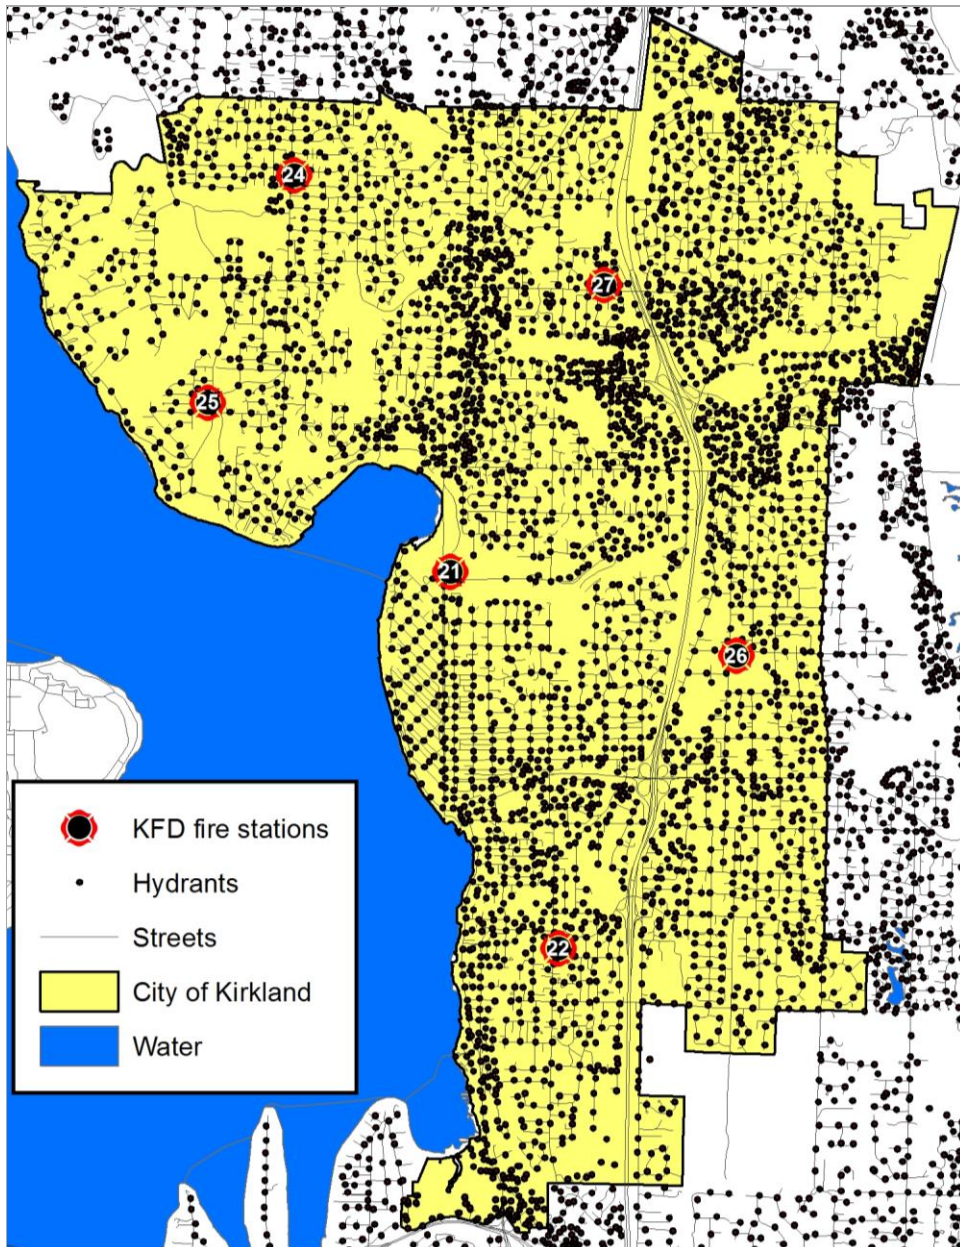 24
27
25
21
26
22
KFD fire stations
Hydrants
Streets
City of Kirkland
Water